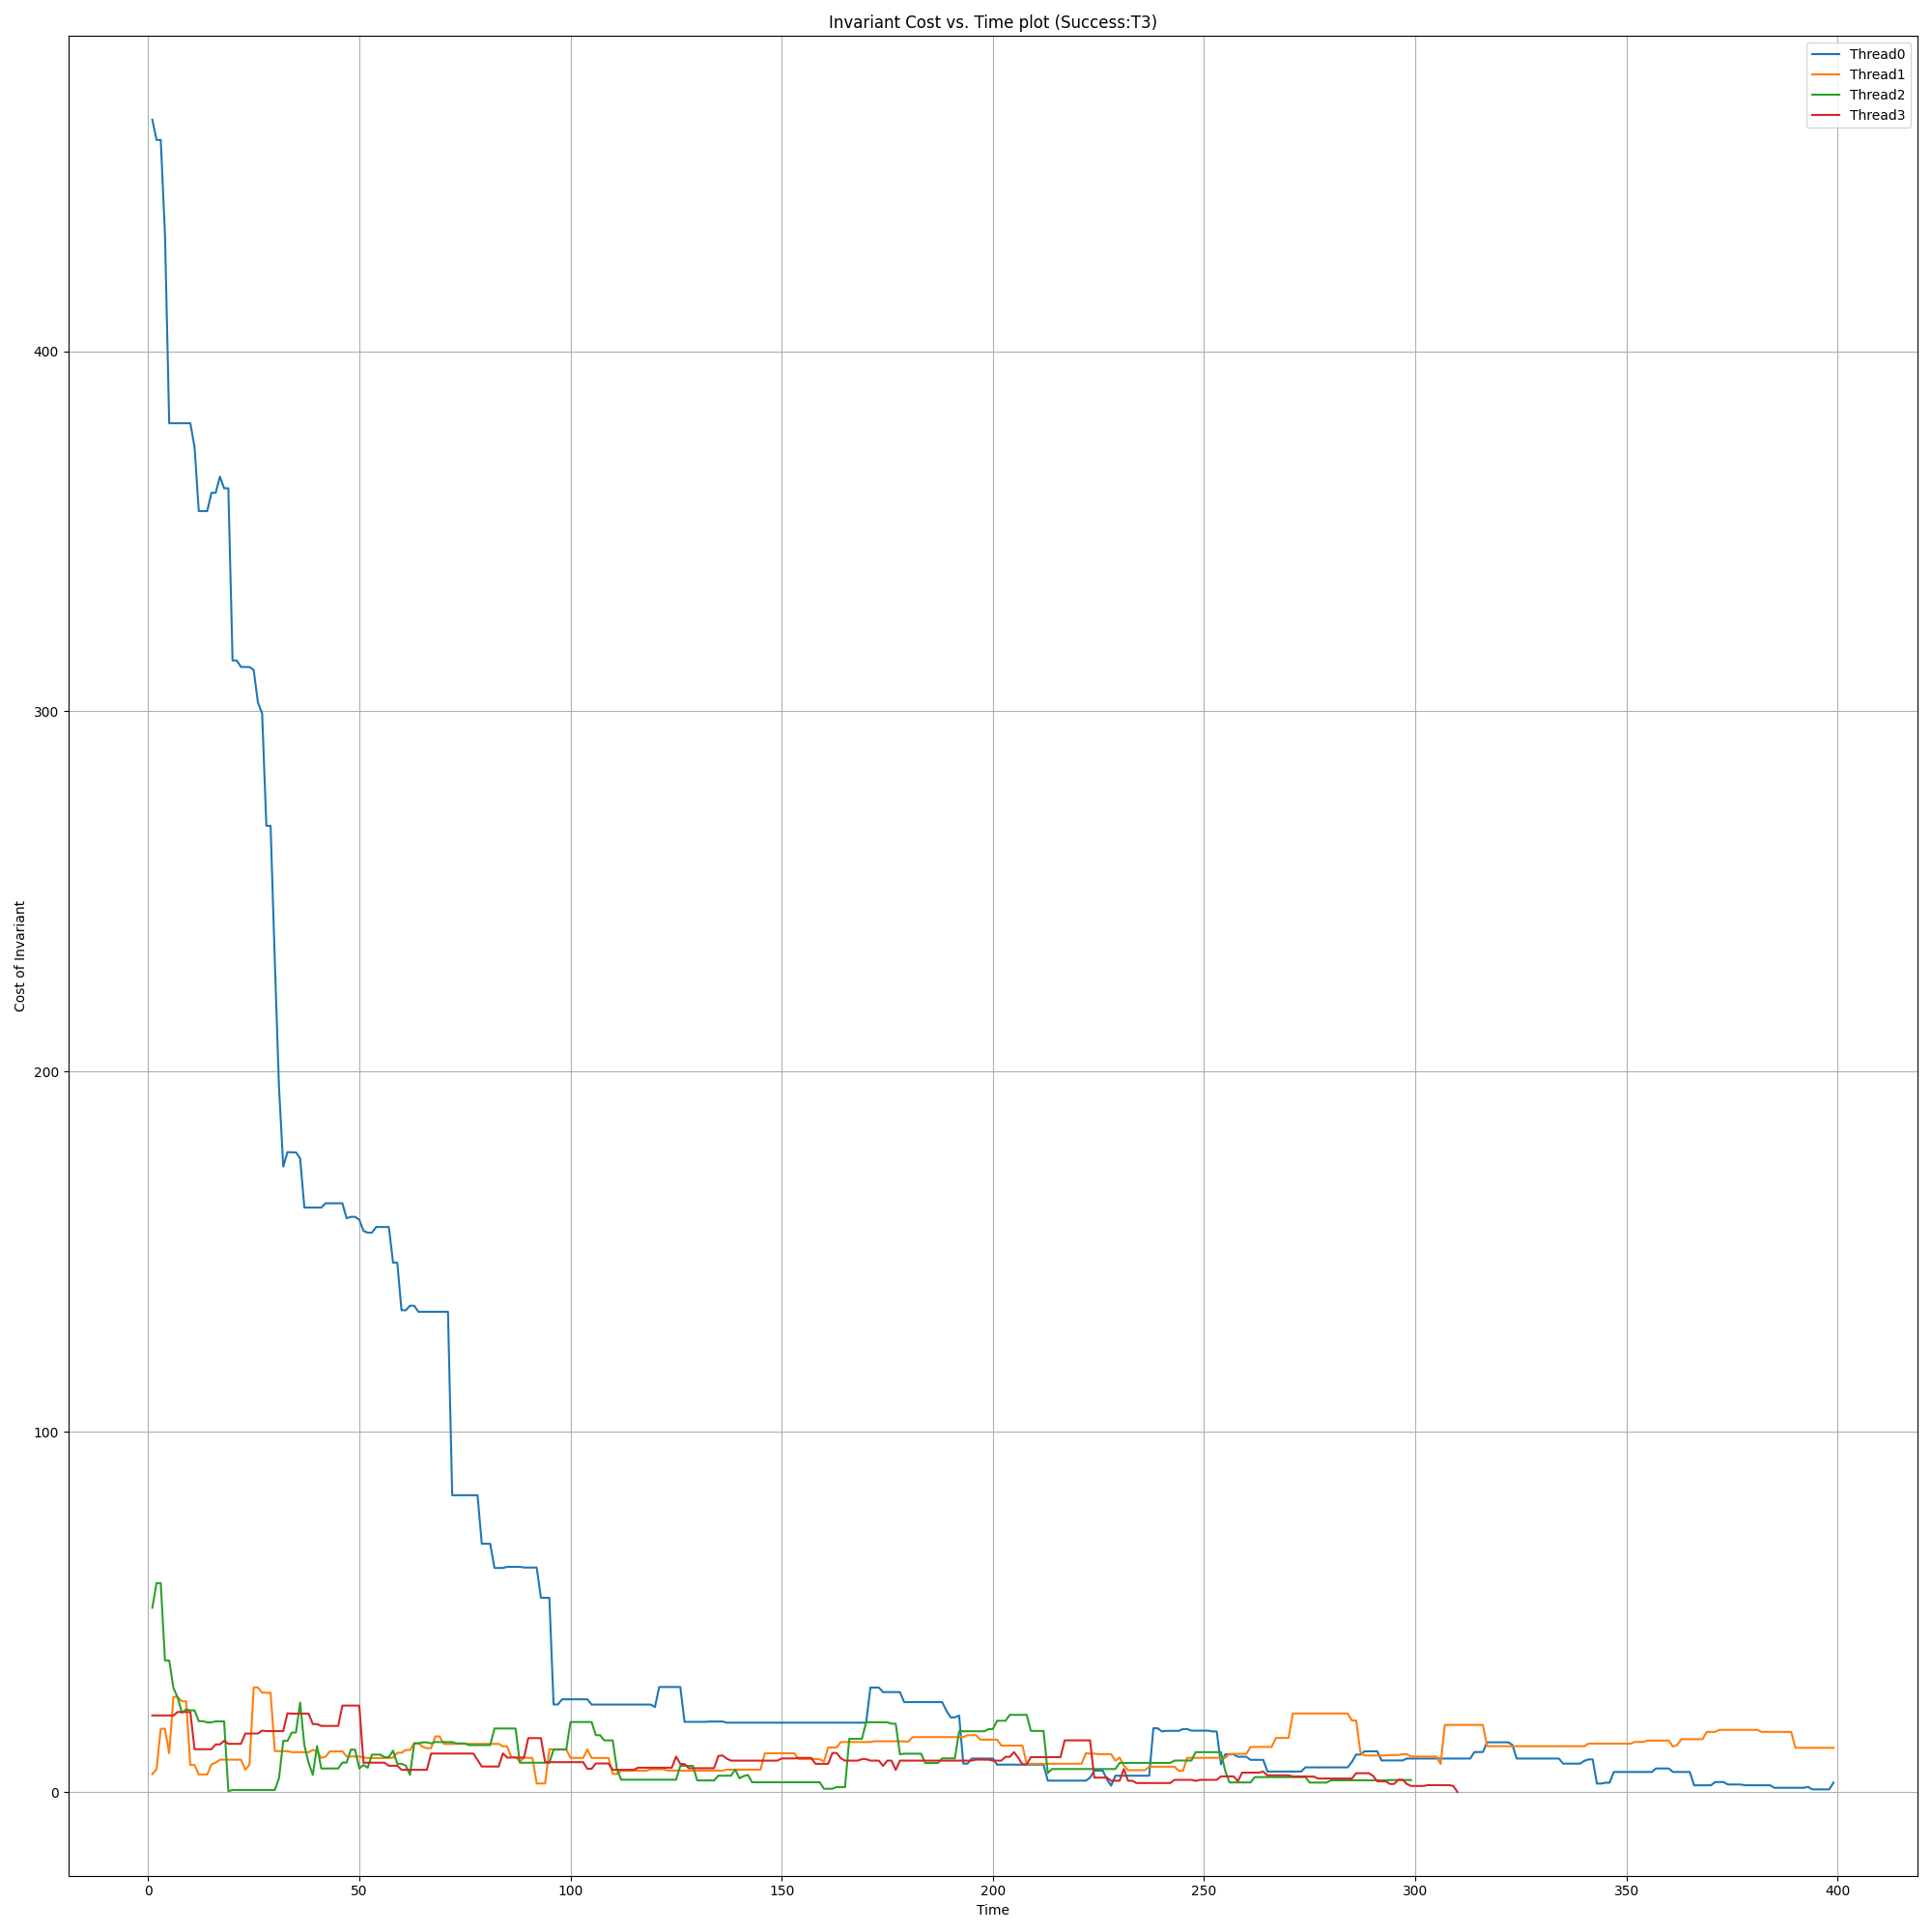 Invariant Cost vs. Time plot (Success:T3)
Thread0
Thread1
Thread2
Thread3
Cost of Invariant
400
300
200
100
0
0 50 100 150 200 250 300 350 400
Time